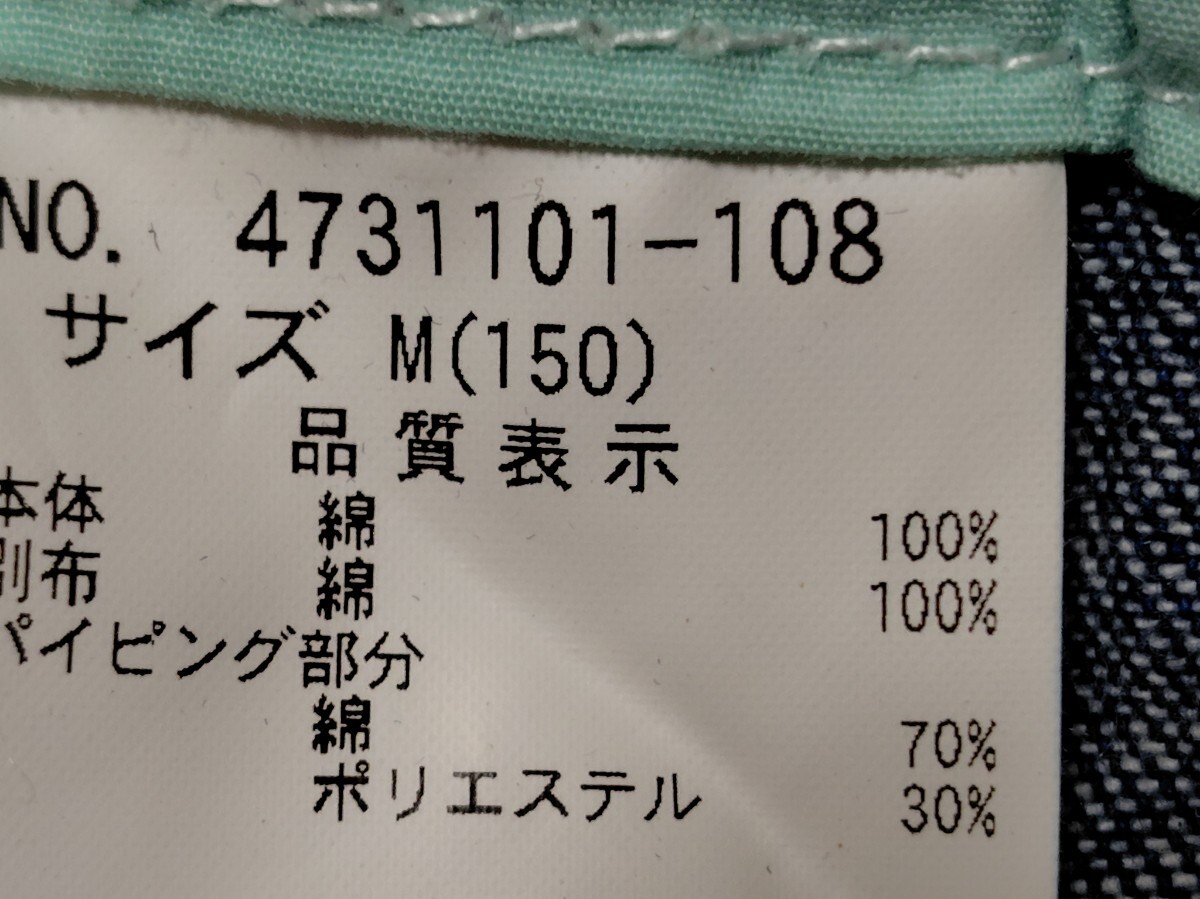 NO. 4731101-108
サイズ M(150)
品質表示
本体 綿 100%
別布 綿 100%
パイピング部分
綿 70%
ポリエステル 30%